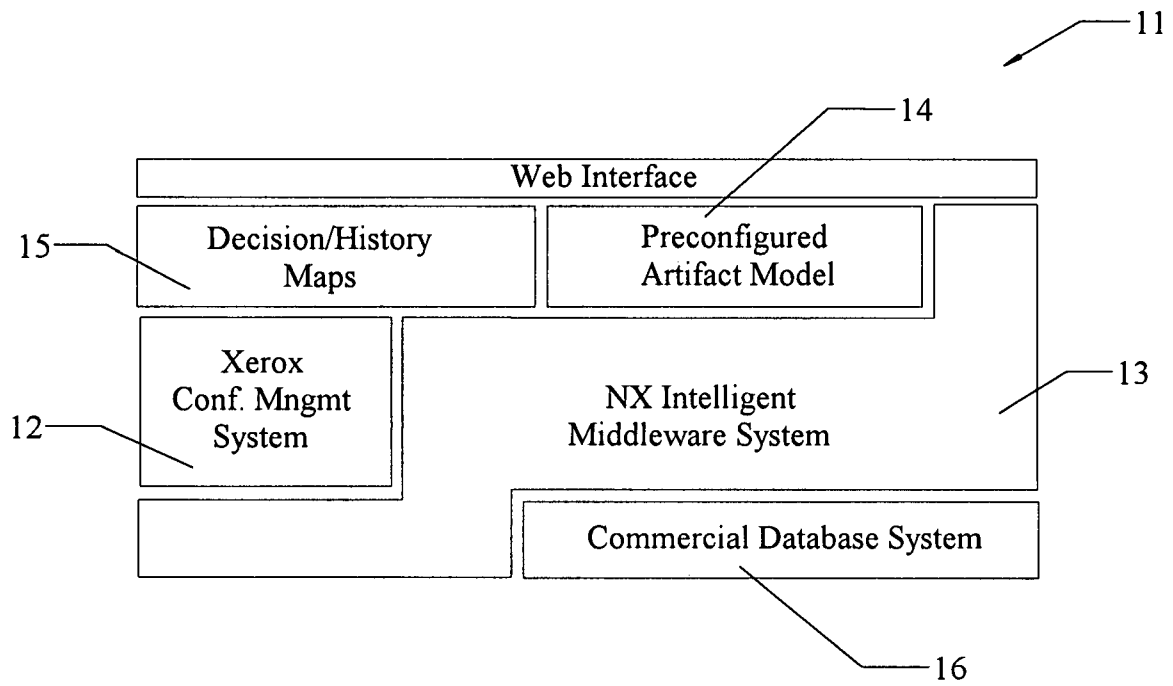 11
14
Web Interface
15
Decision/History
Maps
Preconfigured
Artifact Model
Xerox
Conf. Mngmt
System
12
NX Intelligent
Middleware System
13
Commercial Database System
16